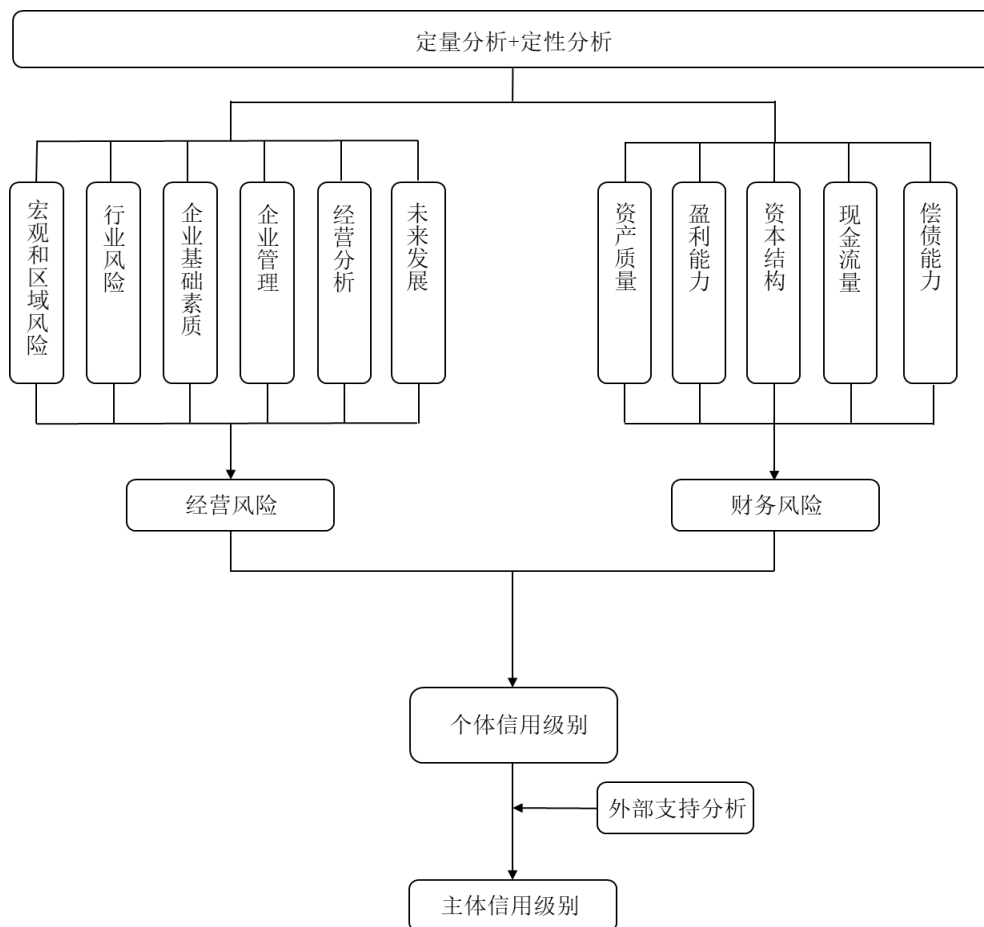 定量分析+定性分析
宏观和区域风险
行业风险
企业基础素质
企业管理
经营分析
未来发展
资产质量
盈利能力
资本结构
现金流量
偿债能力
经营风险
财务风险
个体信用级别
外部支持分析
主体信用级别